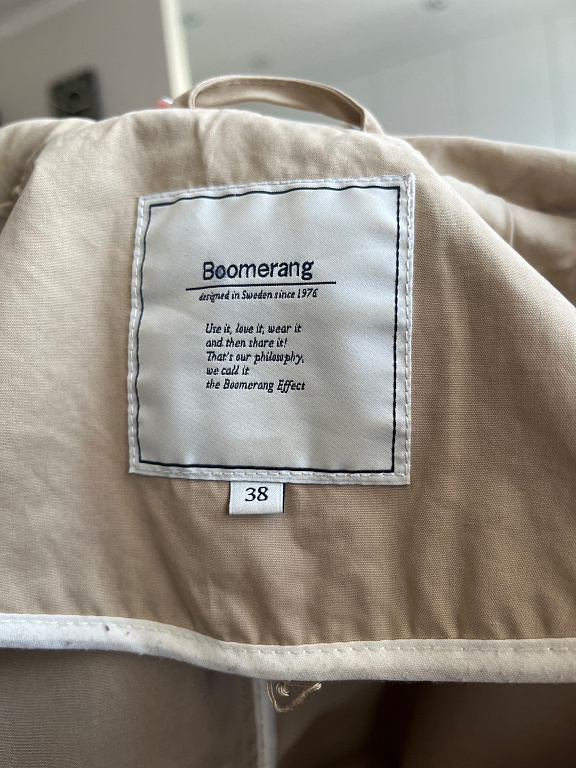 Boomerang
designed in Sweden since 1976
Use it, love it, wear it
and then share it!
That's our philosophy,
we call it
the Boomerang Effect
38